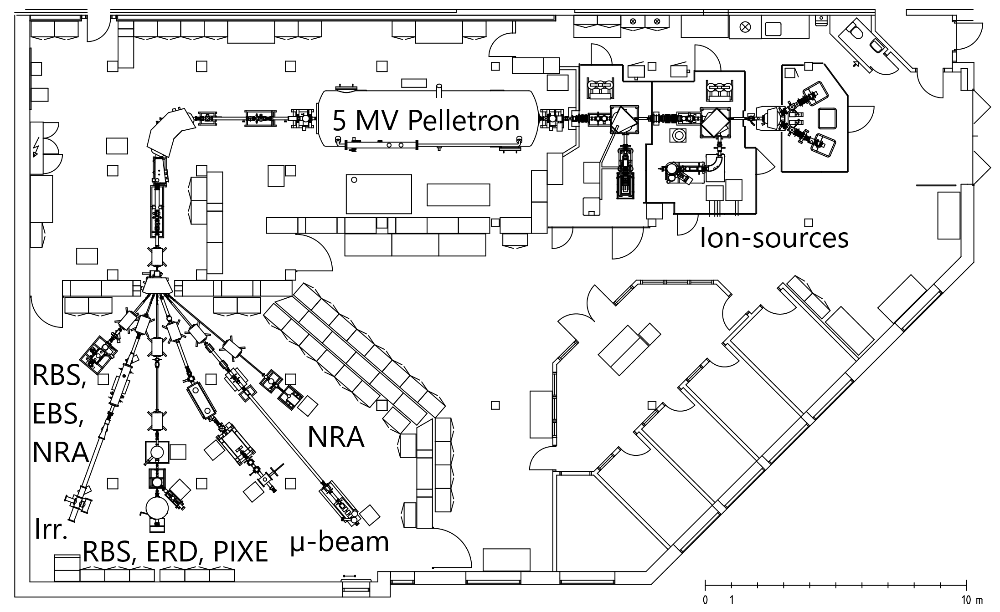 5 MV Pelletron
Ion-sources
RBS,
EBS,
NRA
NRA
Irr.
RBS, ERD, PIXE
µ-beam
0 1 10 m